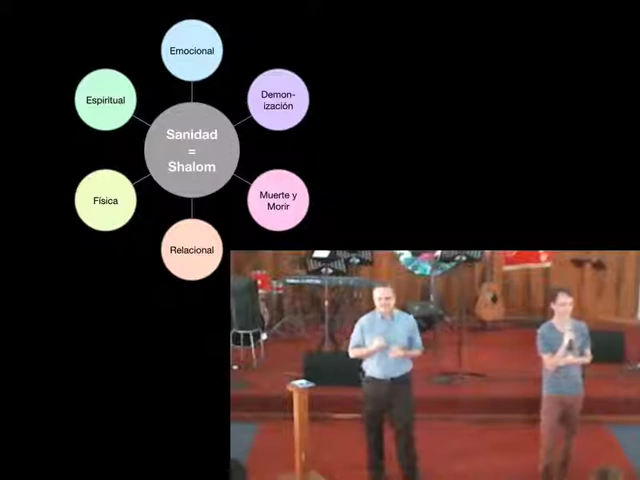 Emocional
Espiritual
Demon-
ización
Sanidad
=
Shalom
Física
Muerte y
Morir
Relacional